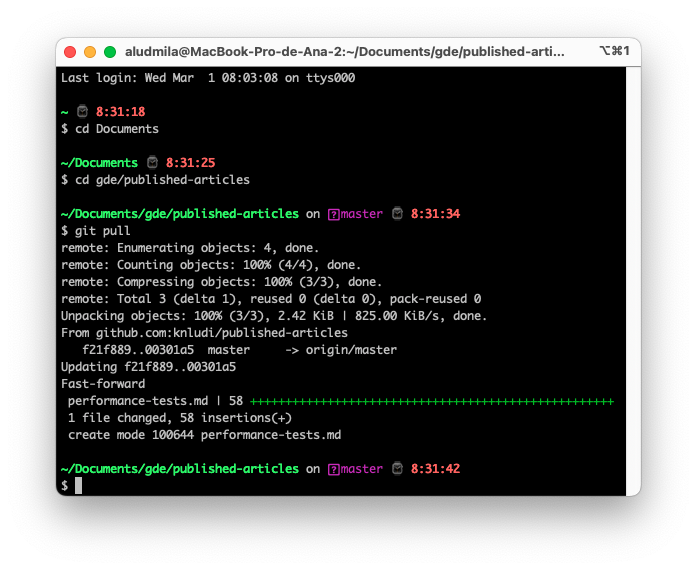 aludmila@MacBook-Pro-de-Ana-2:~/Documents/gde/published-arti... ⌥⌘1
Last login: Wed Mar  1 08:03:08 on ttys000
~ 8:31:18
$ cd Documents
~/Documents 8:31:25
$ cd gde/published-articles
~/Documents/gde/published-articles on master 8:31:34
$ git pull
remote: Enumerating objects: 4, done.
remote: Counting objects: 100% (4/4), done.
remote: Compressing objects: 100% (3/3), done.
remote: Total 3 (delta 1), reused 0 (delta 0), pack-reused 0
Unpacking objects: 100% (3/3), 2.42 KiB | 825.00 KiB/s, done.
From github.com:knludi/published-articles
   f21f889..00301a5  master     -> origin/master
Updating f21f889..00301a5
Fast-forward
 performance-tests.md | 58 ++++++++++++++++++++++++++++++++++++++++++++++++++++
 1 file changed, 58 insertions(+)
 create mode 100644 performance-tests.md
~/Documents/gde/published-articles on master 8:31:42
$